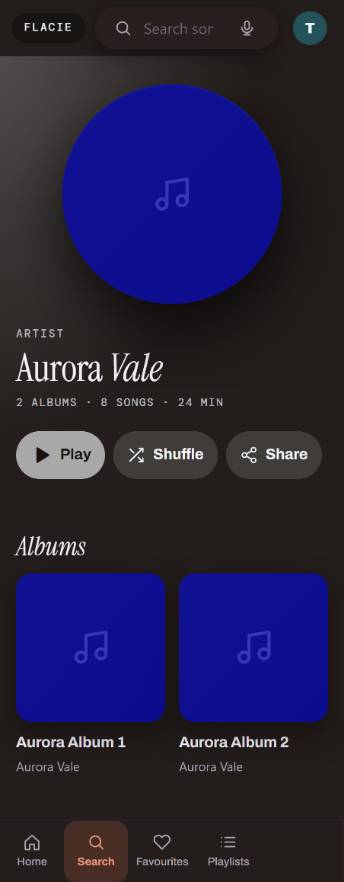 FLACIE
Search sor
T
ARTIST
Aurora Vale
2 ALBUMS · 8 SONGS · 24 MIN
Play
Shuffle
Share
Albums
Aurora Album 1
Aurora Album 2
Aurora Vale
Aurora Vale
Home
Search
Favourites
Playlists